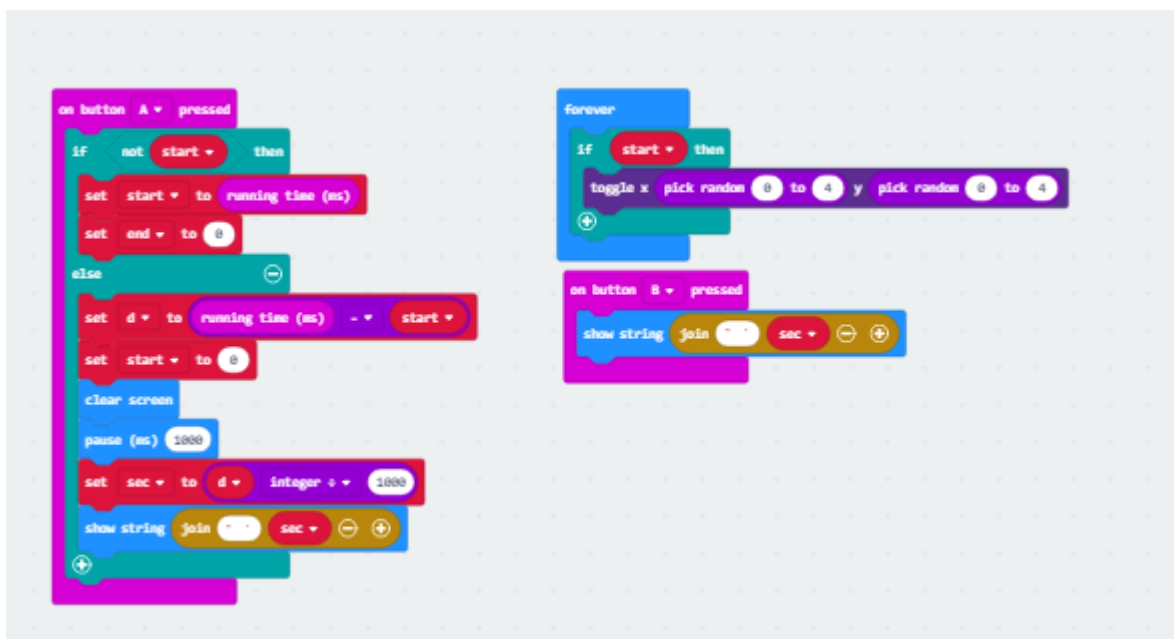 on button A pressed
if not start then
set start to running time (ms)
set end to 0
else
set d to running time (ms) - start
set start to 0
clear screen
pause (ms) 1000
set sec to d integer ÷ 1000
show string join " " sec
forever
if start then
toggle x pick random 0 to 4 y pick random 0 to 4
on button B pressed
show string join " " sec